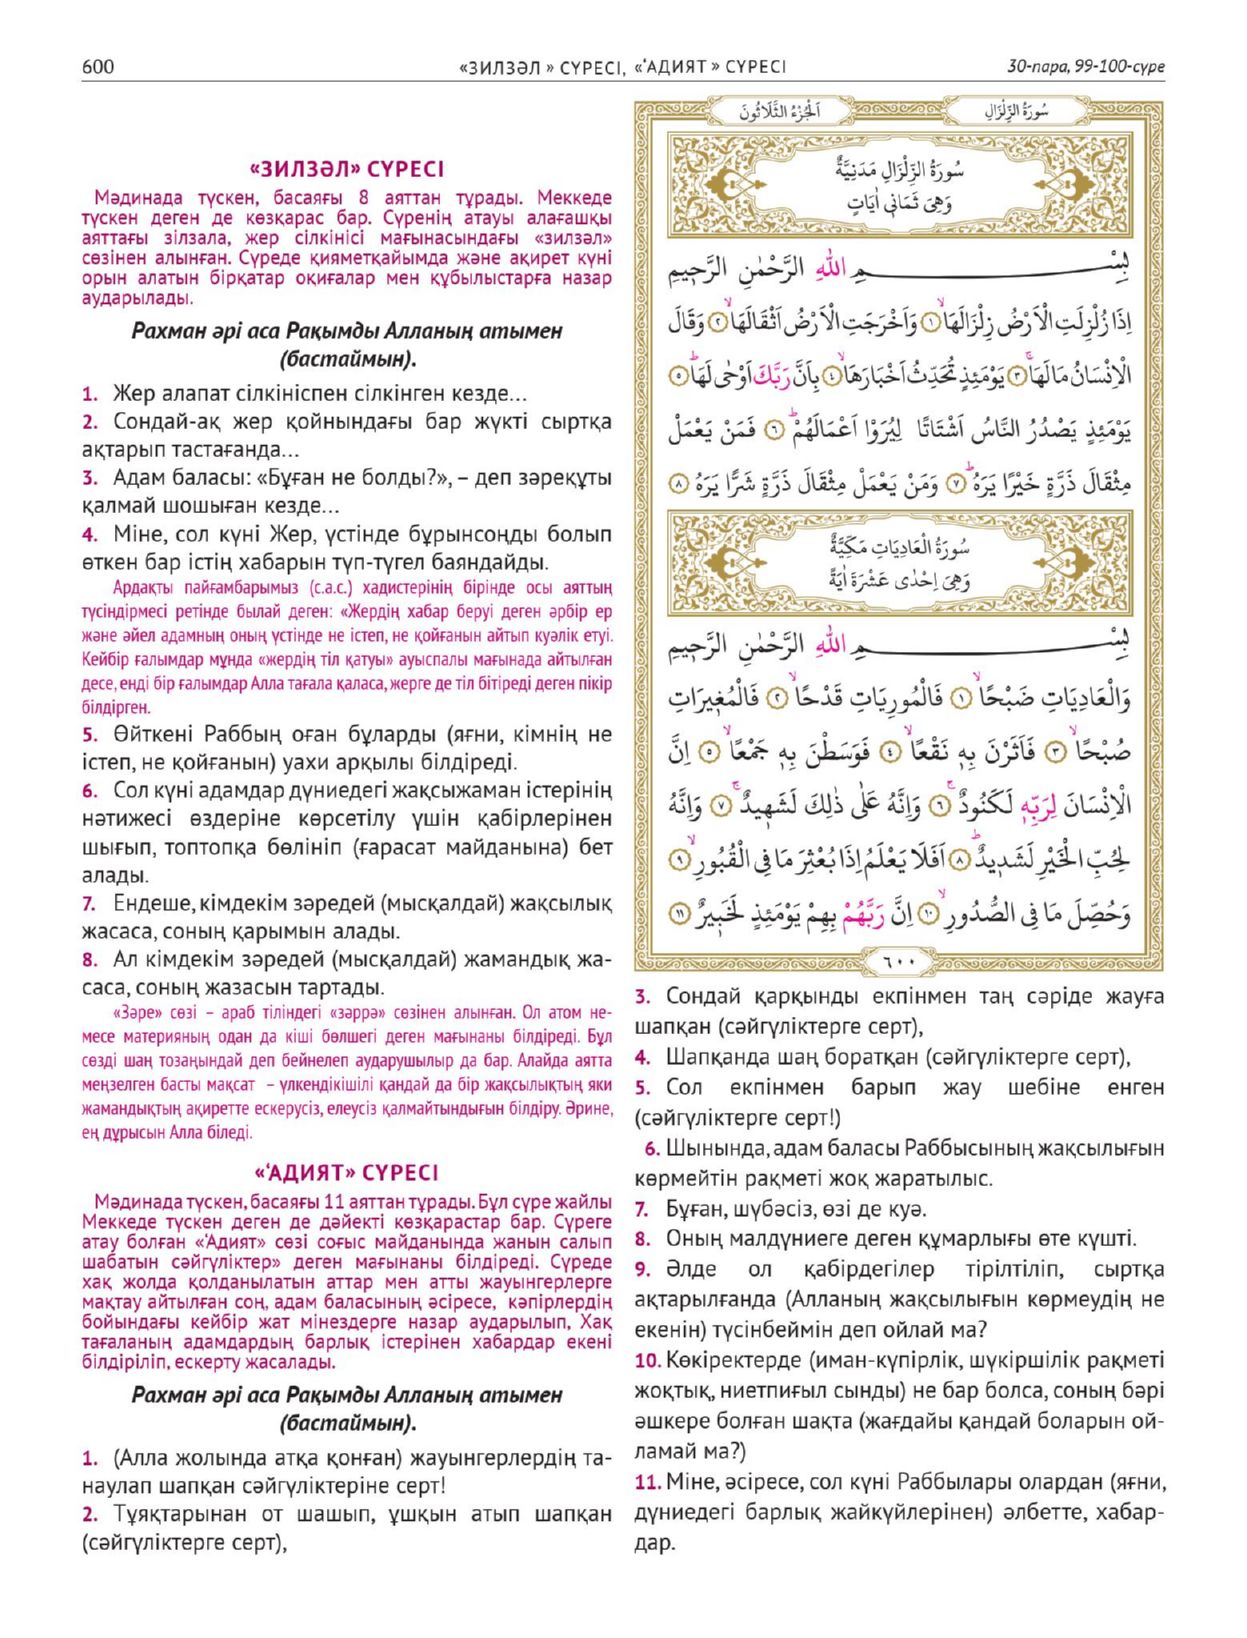 600
«ЗИЛЗӘЛ » СҮРЕСІ, «ʻАДИЯТ » СҮРЕСІ
30-пара, 99-100-сүре
«ЗИЛЗӘЛ» СҮРЕСІ
Мәдинада түскен, басаяғы 8 аяттан тұрады. Меккеде
түскен деген де көзқарас бар. Сүренің атауы алағашқы
аяттағы зілзала, жер сілкінісі мағынасындағы «зилзәл»
сөзінен алынған. Сүреде қияметқайымда және ақирет күні
орын алатын бірқатар оқиғалар мен құбылыстарға назар
аударылады.
Рахман әрі аса Рақымды Алланың атымен
(бастаймын).
1. Жер алапат сілкініспен сілкінген кезде...
2. Сондай-ақ жер қойнындағы бар жүкті сыртқа
ақтарып тастағанда...
3. Адам баласы: «Бұған не болды?», – деп зәреқұты
қалмай шошыған кезде...
4. Міне, сол күні Жер, үстінде бұрынсоңды болып
өткен бар істің хабарын түп-түгел баяндайды.
Ардақты пайғамбарымыз (с.а.с.) хадистерінің бірінде осы аяттың
түсіндірмесі ретінде былай деген: «Жердің хабар беруі деген әрбір ер
және әйел адамның оның үстінде не істеп, не қойғанын айтып куәлік етуі.
Кейбір ғалымдар мұнда «жердің тіл қатуы» ауыспалы мағынада айтылған
десе, енді бір ғалымдар Алла тағала қаласа, жерге де тіл бітіреді деген пікір
білдірген.
5. Өйткені Раббың оған бұларды (яғни, кімнің не
істеп, не қойғанын) уахи арқылы білдіреді.
6. Сол күні адамдар дүниедегі жақсыжаман істерінің
нәтижесі өздеріне көрсетілу үшін қабірлерінен
шығып, топтопқа бөлініп (ғарасат майданына) бет
алады.
7. Ендеше, кімдекім зәредей (мысқалдай) жақсылық
жасаса, соның қарымын алады.
8. Ал кімдекім зәредей (мысқалдай) жамандық жа-
саса, соның жазасын тартады.
«Зәре» сөзі – араб тіліндегі «зәррә» сөзінен алынған. Ол атом не-
месе материяның одан да кіші бөлшегі деген мағынаны білдіреді. Бұл
сөзді шаң тозаңындай деп бейнелеп аударушылыр да бар. Алайда аятта
меңзелген басты мақсат – үлкендікішілі қандай да бір жақсылықтың яки
жамандықтың ақиретте ескерусіз, елеусіз қалмайтындығын білдіру. Әрине,
ең дұрысын Алла біледі.
«ʻАДИЯТ» СҮРЕСІ
Мәдинада түскен, басаяғы 11 аяттан тұрады. Бұл сүре жайлы
Меккеде түскен деген де дәйекті көзқарастар бар. Сүреге
атау болған «ʻАдият» сөзі соғыс майданында жанын салып
шабатын сәйгүліктер» деген мағынаны білдіреді. Сүреде
хақ жолда қолданылатын аттар мен атты жауынгерлерге
мақтау айтылған соң, адам баласының әсіресе, кәпірлердің
бойындағы кейбір жат мінездерге назар аударылып, Хақ
тағаланың адамдардың барлық істерінен хабардар екені
білдіріліп, ескерту жасалады.
Рахман әрі аса Рақымды Алланың атымен
(бастаймын).
1. (Алла жолында атқа қонған) жауынгерлердің та-
наулап шапқан сәйгүліктеріне серт!
2. Тұяқтарынан от шашып, ұшқын атып шапқан
(сәйгүліктерге серт),
سُورَةُ الزِّلْزَالِ
اَلْجُزْءُ الثَّلَاثُونَ
سُورَةُ الزِّلْزَالِ مَدَنِيَّةٌ
وَهِيَ ثَمَانِي اٰيَاتٍ
بِسْمِ اللّٰهِ الرَّحْمٰنِ الرَّحِيمِ
اِذَا زُلْزِلَتِ الْاَرْضُ زِلْزَالَهَاۙ ١ وَاَخْرَجَتِ الْاَرْضُ اَثْقَالَهَاۙ ٢ وَقَالَ
الْاِنْسَانُ مَا لَهَاۚ ٣ يَوْمَئِذٍ تُحَدِّثُ اَخْبَارَهَاۙ ٤ بِاَنَّ رَبَّكَ اَوْحٰى لَهَاۜ ٥
يَوْمَئِذٍ يَصْدُرُ النَّاسُ اَشْتَاتًا لِيُرَوْا اَعْمَالَهُمْۜ ٦ فَمَنْ يَعْمَلْ
مِثْقَالَ ذَرَّةٍ خَيْرًا يَرَهُۜ ٧ وَمَنْ يَعْمَلْ مِثْقَالَ ذَرَّةٍ شَرًّا يَرَهُ ٨
سُورَةُ الْعَادِيَاتِ مَكِّيَّةٌ
وَهِيَ اِحْدٰى عَشْرَةَ اٰيَةً
بِسْمِ اللّٰهِ الرَّحْمٰنِ الرَّحِيمِ
وَالْعَادِيَاتِ ضَبْحًاۙ ١ فَالْمُورِيَاتِ قَدْحًاۙ ٢ فَالْمُغِيرَاتِ
صُبْحًاۙ ٣ فَاَثَرْنَ بِهِ نَقْعًاۙ ٤ فَوَسَطْنَ بِهِ جَمْعًاۙ ٥ اِنَّ
الْاِنْسَانَ لِرَبِّهِ لَكَنُودٌۚ ٦ وَاِنَّهُ عَلٰى ذٰلِكَ لَشَهِيدٌۚ ٧ وَاِنَّهُ
لِحُبِّ الْخَيْرِ لَشَدِيدٌۜ ٨ اَفَلَا يَعْلَمُ اِذَا بُعْثِرَ مَا فِي الْقُبُورِۙ ٩
وَحُصِّلَ مَا فِي الصُّدُورِۙ ١٠ اِنَّ رَبَّهُمْ بِهِمْ يَوْمَئِذٍ لَخَبِيرٌ ١١
٦٠٠
3. Сондай қарқынды екпінмен таң сәріде жауға
шапқан (сәйгүліктерге серт),
4. Шапқанда шаң боратқан (сәйгүліктерге серт),
5. Сол екпінмен барып жау шебіне енген
(сәйгүліктерге серт!)
6. Шынында, адам баласы Раббысының жақсылығын
көрмейтін рақметі жоқ жаратылыс.
7. Бұған, шүбәсіз, өзі де куә.
8. Оның малдүниеге деген құмарлығы өте күшті.
9. Әлде ол қабірдегілер тірілтіліп, сыртқа
ақтарылғанда (Алланың жақсылығын көрмеудің не
екенін) түсінбеймін деп ойлай ма?
10. Көкіректерде (иман-күпірлік, шүкіршілік рақметі
жоқтық, ниетпиғыл сынды) не бар болса, соның бәрі
әшкере болған шақта (жағдайы қандай боларын ой-
ламай ма?)
11. Міне, әсіресе, сол күні Раббылары олардан (яғни,
дүниедегі барлық жайкүйлерінен) әлбетте, хабар-
дар.